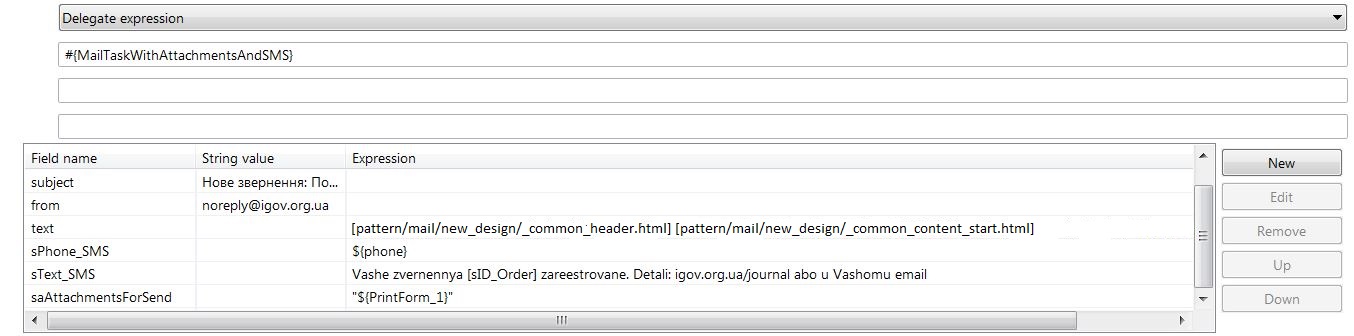 Delegate expression
#{MailTaskWithAttachmentsAndSMS}
Field name String value Expression
subject Нове звернення: По...
from noreply@igov.org.ua
text [pattern/mail/new_design/_common_header.html] [pattern/mail/new_design/_common_content_start.html]
sPhone_SMS ${phone}
sText_SMS Vashe zvernennya [sID_Order] zareestrovane. Detali: igov.org.ua/journal abo u Vashomu email
saAttachmentsForSend "${PrintForm_1}"
New
Edit
Remove
Up
Down